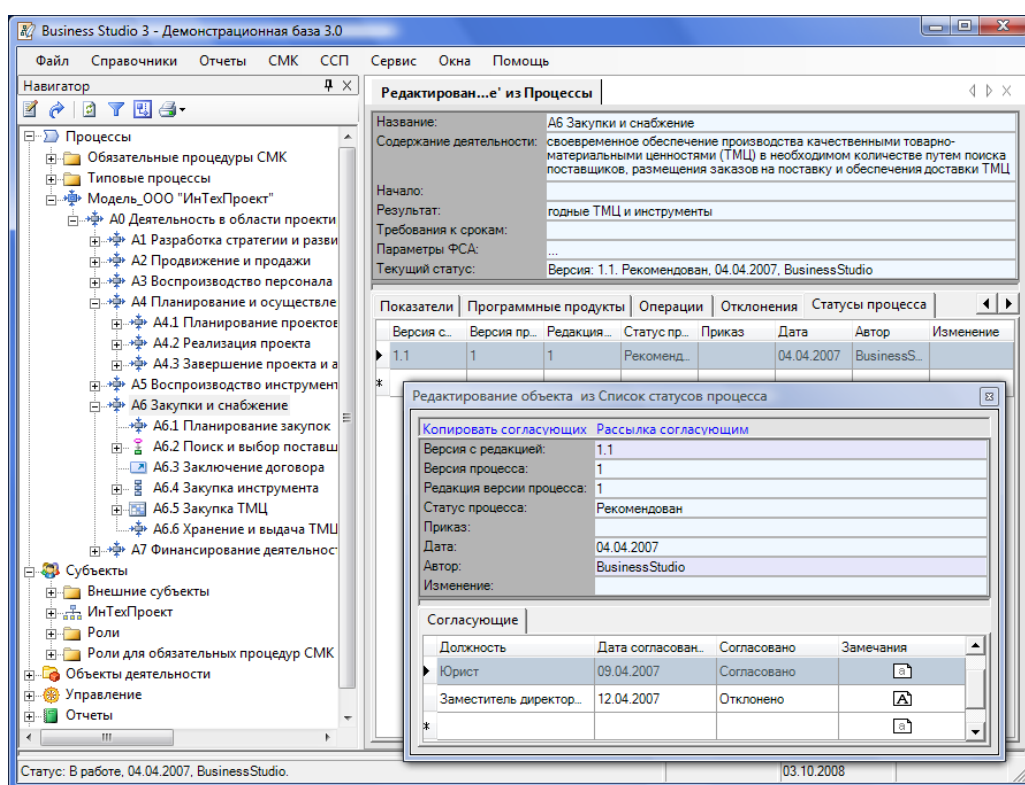 Business Studio 3 - Демонстрационная база 3.0
Файл Справочники Отчеты СМК ССП Сервис Окна Помощь
Навигатор
Процессы
Обязательные процедуры СМК
Типовые процессы
Модель_ООО "ИнТехПроект"
А0 Деятельность в области проекти
А1 Разработка стратегии и разви
А2 Продвижение и продажи
А3 Воспроизводство персонала
А4 Планирование и осуществле
А4.1 Планирование проектов
А4.2 Реализация проекта
А4.3 Завершение проекта и а
А5 Воспроизводство инструмент
А6 Закупки и снабжение
А6.1 Планирование закупок
А6.2 Поиск и выбор поставщ
А6.3 Заключение договора
А6.4 Закупка инструмента
А6.5 Закупка ТМЦ
А6.6 Хранение и выдача ТМЦ
А7 Финансирование деятельнос
Субъекты
Внешние субъекты
ИнТехПроект
Роли
Роли для обязательных процедур СМК
Объекты деятельности
Управление
Отчеты
Редактирован...е' из Процессы
Название: А6 Закупки и снабжение
Содержание деятельности: своевременное обеспечение производства качественными товарно-
материальными ценностями (ТМЦ) в необходимом количестве путем поиска
поставщиков, размещения заказов на поставку и обеспечения доставки ТМЦ
Начало:
Результат: годные ТМЦ и инструменты
Требования к срокам:
Параметры ФСА: ...
Текущий статус: Версия: 1.1. Рекомендован, 04.04.2007, BusinessStudio
Показатели Программные продукты Операции Отклонения Статусы процесса
Версия с... Версия пр... Редакция... Статус пр... Приказ Дата Автор Изменение
1.1 1 1 Рекоменд... 04.04.2007 BusinessS...
Редактирование объекта из Список статусов процесса
Копировать согласующих Рассылка согласующим
Версия с редакцией: 1.1
Версия процесса: 1
Редакция версии процесса: 1
Статус процесса: Рекомендован
Приказ:
Дата: 04.04.2007
Автор: BusinessStudio
Изменение:
Согласующие
Должность Дата согласован... Согласовано Замечания
Юрист 09.04.2007 Согласовано
Заместитель директор... 12.04.2007 Отклонено
Статус: В работе, 04.04.2007, BusinessStudio. 03.10.2008